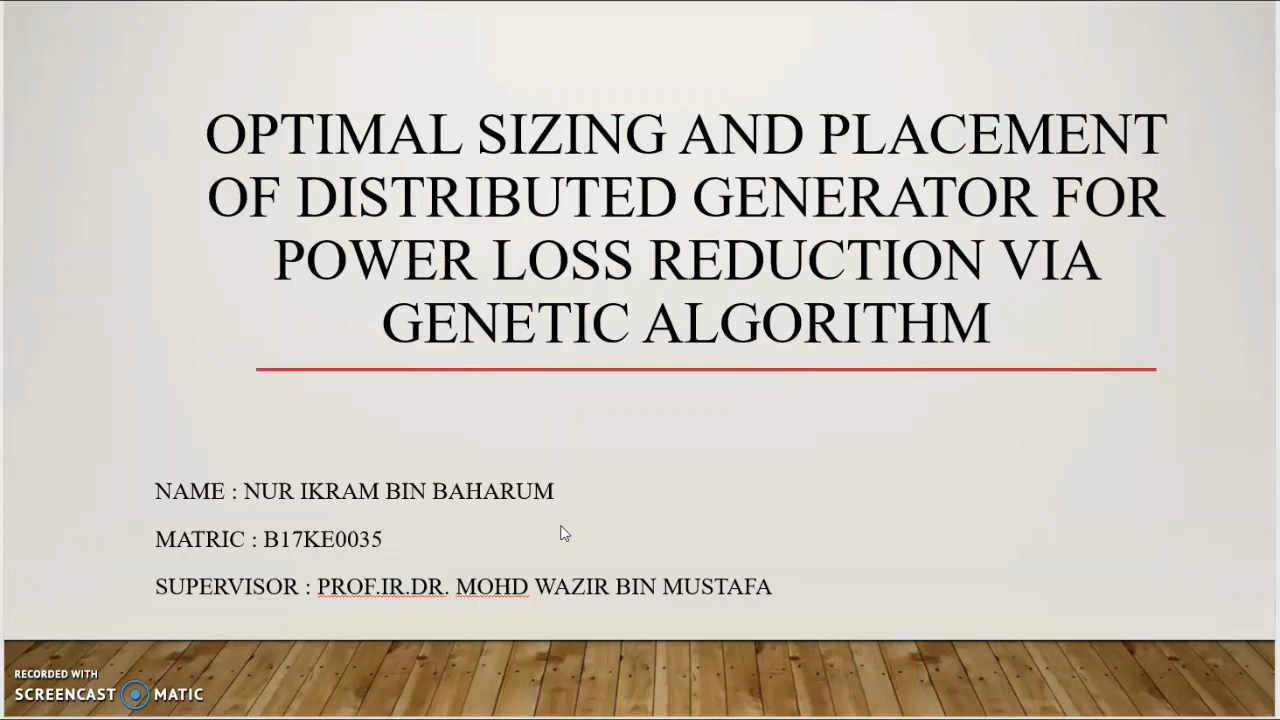 OPTIMAL SIZING AND PLACEMENT
OF DISTRIBUTED GENERATOR FOR
POWER LOSS REDUCTION VIA
GENETIC ALGORITHM
NAME : NUR IKRAM BIN BAHARUM
MATRIC : B17KE0035
SUPERVISOR : PROF.IR.DR. MOHD WAZIR BIN MUSTAFA
RECORDED WITH
SCREENCAST MATIC